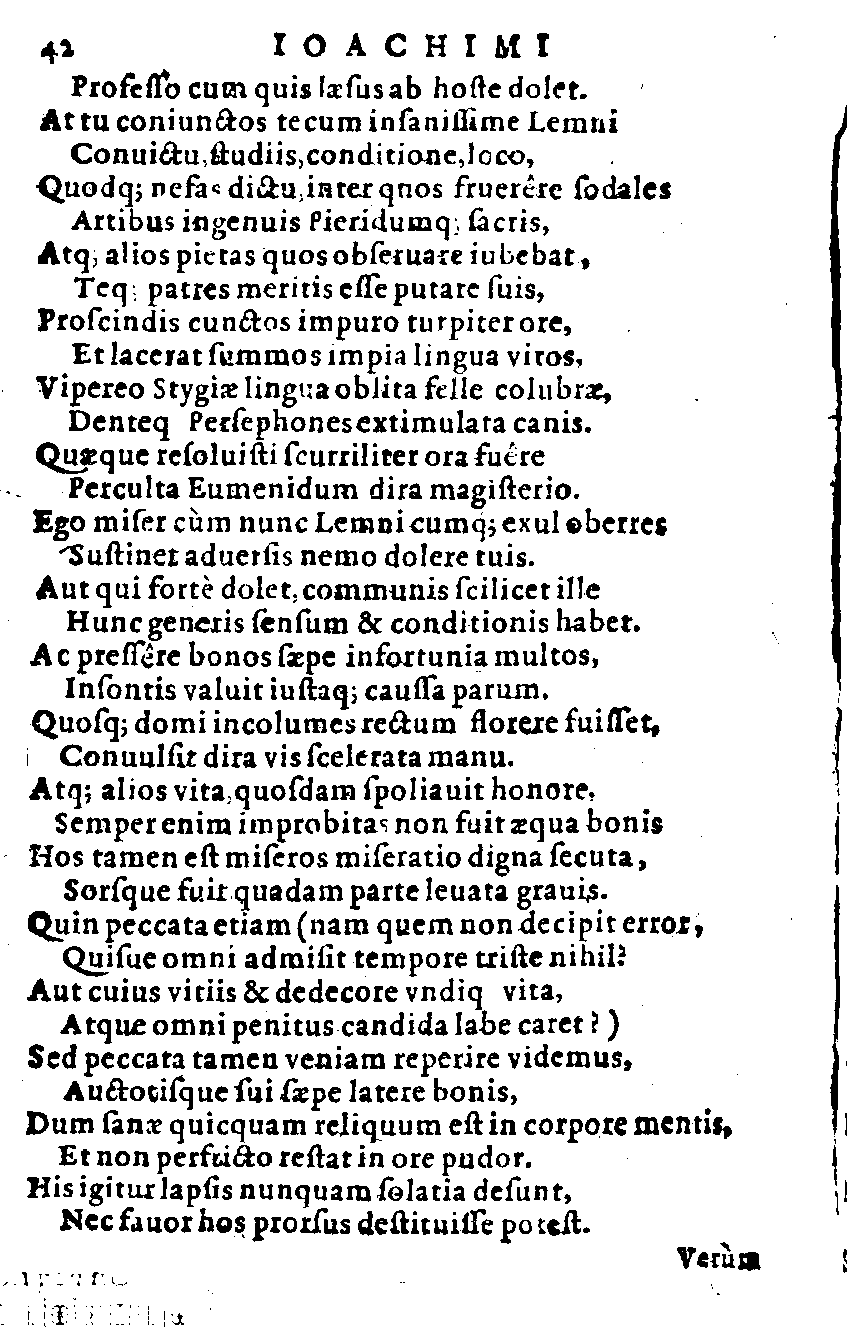 42 IOACHIMI
Professo cum quis læsus ab hoste dolet.
At tu coniunctos tecum insanissime Lemni
Conuictu, studiis, conditione, loco,
Quodq; nefas dictu, inter quos fruerêre sodales
Artibus ingenuis Pieridumq; sacris,
Atq; alios pietas quos obseruare iubebat,
Teq; patres meritis esse putare suis,
Proscindis cunctos impuro turpiter ore,
Et lacerat summos impia lingua viros,
Vipereo Stygiæ lingua oblita felle colubræ,
Denteq Persephones extimulata canis.
Quæque resoluisti scurriliter ora fuêre
Perculta Eumenidum dira magisterio.
Ergo miser cùm nunc Lemni cumq; exul oberres
Sustinet aduersis nemo dolere tuis.
Aut qui fortè dolet, communis scilicet ille
Hunc generis sensum & conditionis habet.
Ac pressêre bonos sæpe infortunia multos,
Insontis valuit iustaq; caussa parum.
Quosq; domi incolumes rectum florere fuisset,
Conuulsit dira vis scelerata manu.
Atq; alios vita, quosdam spoliauit honore,
Semper enim improbitas non fuit æqua bonis
Hos tamen est miseros miseratio digna secuta,
Sorsque fuit quadam parte leuata grauis.
Quin peccata etiam (nam quem non decipit error,
Quisue omni admisit tempore triste nihil?
Aut cuius vitiis & dedecore vndiq vita,
Atque omni penitus candida labe caret?)
Sed peccata tamen veniam reperire videmus,
Auctotisque sui sæpe latere bonis,
Dum sanæ quicquam reliquum est in corpore mentis,
Et non perfricto restat in ore pudor.
His igitur lapsis nunquam solatia desunt,
Nec fauor hos prorsus destituisse potest.
Verùm